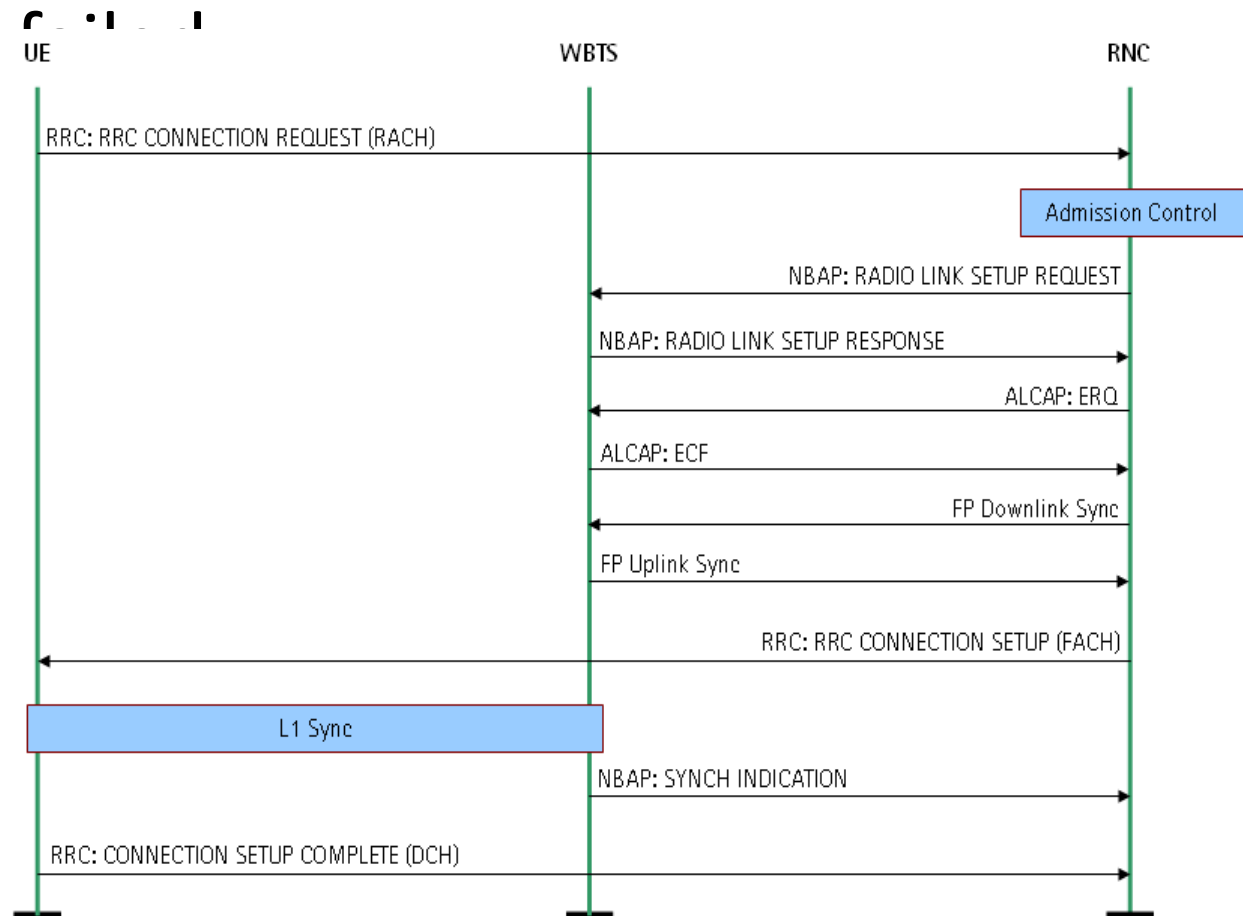 UE WBTS RNC
RRC: RRC CONNECTION REQUEST (RACH)
Admission Control
NBAP: RADIO LINK SETUP REQUEST
NBAP: RADIO LINK SETUP RESPONSE
ALCAP: ERQ
ALCAP: ECF
FP Downlink Sync
FP Uplink Sync
RRC: RRC CONNECTION SETUP (FACH)
L1 Sync
NBAP: SYNCH INDICATION
RRC: CONNECTION SETUP COMPLETE (DCH)